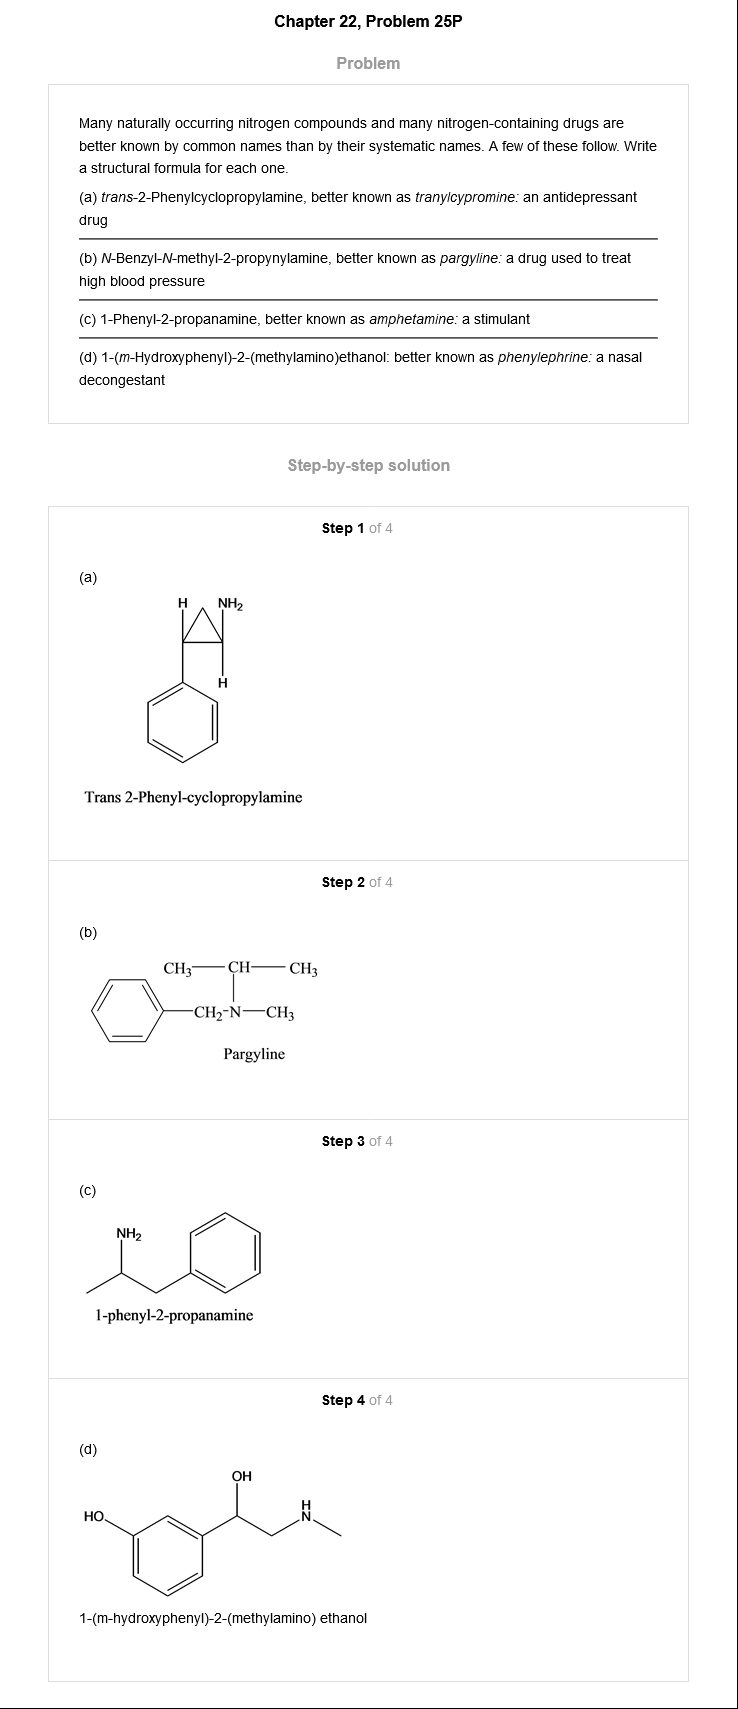 Chapter 22, Problem 25P
Problem
Many naturally occurring nitrogen compounds and many nitrogen-containing drugs are
better known by common names than by their systematic names. A few of these follow. Write
a structural formula for each one.
(a) trans-2-Phenylcyclopropylamine, better known as tranylcypromine: an antidepressant
drug
(b) N-Benzyl-N-methyl-2-propynylamine, better known as pargyline: a drug used to treat
high blood pressure
(c) 1-Phenyl-2-propanamine, better known as amphetamine: a stimulant
(d) 1-(m-Hydroxyphenyl)-2-(methylamino)ethanol: better known as phenylephrine: a nasal
decongestant
Step-by-step solution
Step 1 of 4
(a)
H NH₂
H
Trans 2-Phenyl-cyclopropylamine
Step 2 of 4
(b)
CH₃ CH CH₃
CH₂-N CH₃
Pargyline
Step 3 of 4
(c)
NH₂
1-phenyl-2-propanamine
Step 4 of 4
(d)
OH
H
HO N
1-(m-hydroxyphenyl)-2-(methylamino) ethanol